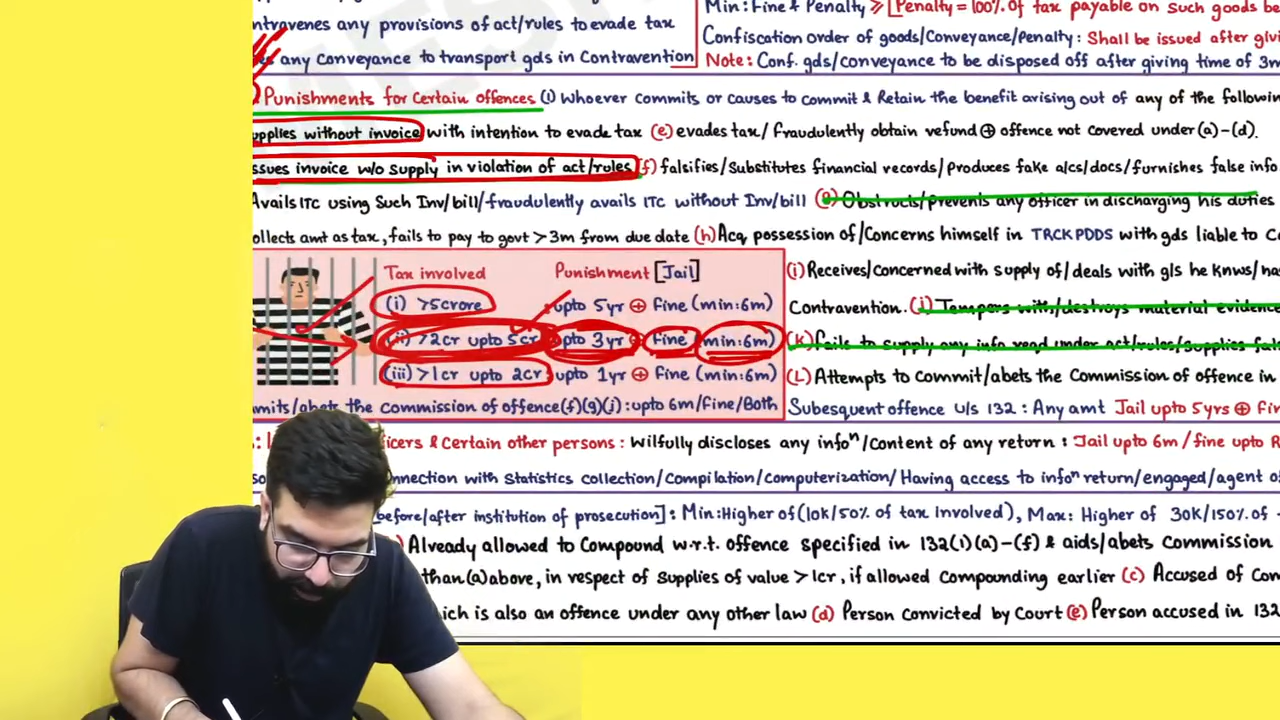 ntravenes any provisions of act/rules to evade tax
any Conveyance to transport gds in Contravention
Min: Fine & Penalty ≥ [Penalty = 100% of tax payable on such goods be
Confiscation order of goods/Conveyance/Penalty: Shall be issued after givi
Note: Conf. gds/conveyance to be disposed off after giving time of 3m
Punishments for Certain offences (1) Whoever commits or causes to commit & Retain the benefit arising out of any of the followin
pplies without invoice with intention to evade tax (e) evades tax/ fraudulently obtain refund ⊕ offence not covered under (a)-(d).
ssues invoice w/o supply in violation of act/rules (f) falsifies/Substitutes financial records/Produces fake a/cs/docs/furnishes false info
Avails ITC using Such Inv/bill/fraudulently avails ITC without Inv/bill (g) Obstructs/prevents any officer in discharging his duties
ollects amt as tax, fails to pay to govt >3m from due date (h) Acq possession of/Concerns himself in TRCKPDDS with gds liable to Co
Tax involved Punishment [Jail]
(i) >5crore upto 5yr ⊕ fine (min:6m)
(ii) >2cr upto 5cr upto 3yr ⊕ fine (min:6m)
(iii) >1cr upto 2cr upto 1yr ⊕ fine (min:6m)
mmits/abets the commission of offence (f)(g)(j): upto 6m/fine/Both
(i) Receives/concerned with supply of/ deals with g/s he knws/has
Contravention. (j) Tampers with/destroys material evidence
(k) fails to supply any info reqd under act/rules/supplies fals
(L) Attempts to Commit/abets the Commission of offence in
Subesquent offence u/s 132: Any amt Jail upto 5yrs ⊕ fin
ficers & Certain other persons: Wilfully discloses any infoⁿ/content of any return: Jail upto 6m/fine upto R
nnection with Statistics collection/Compilation/Computerization/Having access to infoⁿ return/engaged/agent o
before/after institution of prosecution]: Min: Higher of (10k/50% of tax Involved), Max: Higher of 30K/150% of
Already allowed to Compound w.r.t. offence specified in 132(1)(a)-(f) & aids/abets Commission
than (a) above, in respect of supplies of value >1cr, if allowed compounding earlier (c) Accused of Com
ich is also an offence under any other law (d) Person Convicted by Court (e) Person accused in 132